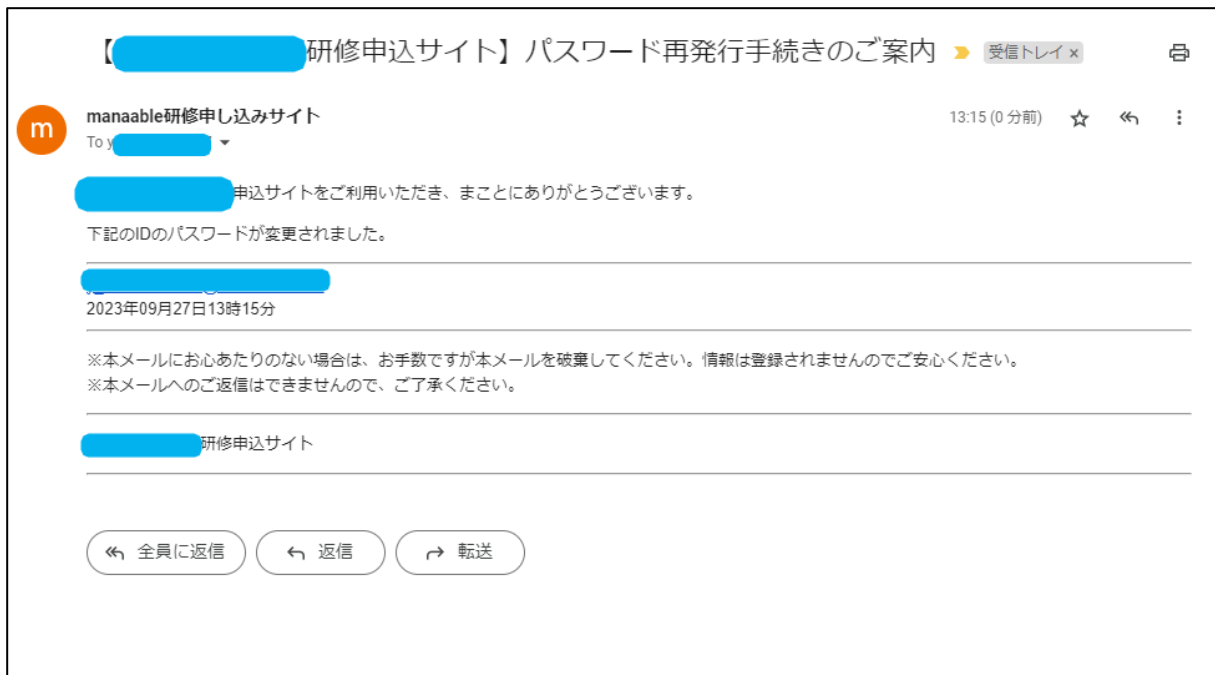 【研修申込サイト】パスワード再発行手続きのご案内 受信トレイ ×
m
manaable研修申し込みサイト
13:15 (0 分前)
To y
申込サイトをご利用いただき、まことにありがとうございます。
下記のIDのパスワードが変更されました。
2023年09月27日13時15分
※本メールにお心あたりのない場合は、お手数ですが本メールを破棄してください。情報は登録されませんのでご安心ください。
※本メールへのご返信はできませんので、ご了承ください。
研修申込サイト
全員に返信 返信 転送